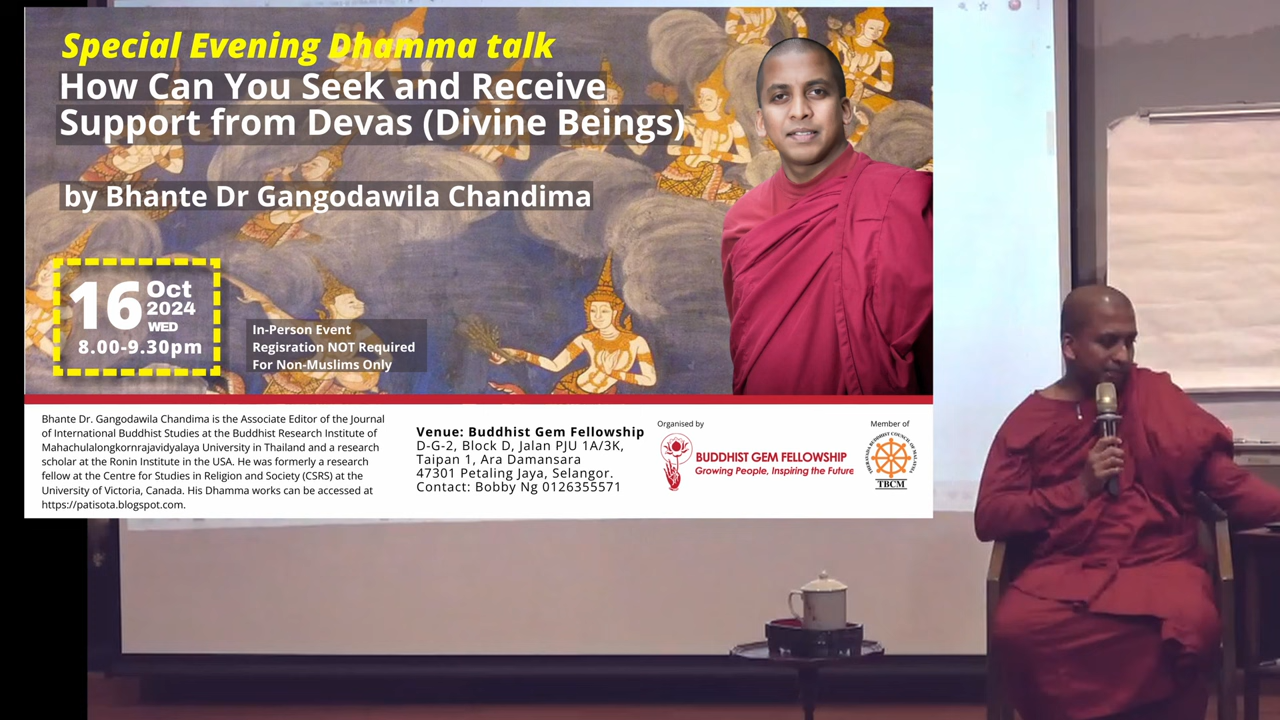 Special Evening Dhamma talk
How Can You Seek and Receive
Support from Devas (Divine Beings)
by Bhante Dr Gangodawila Chandima
16 Oct
2024
WED
8.00-9.30pm
In-Person Event
Regisration NOT Required
For Non-Muslims Only
Bhante Dr. Gangodawila Chandima is the Associate Editor of the Journal
of International Buddhist Studies at the Buddhist Research Institute of
Mahachulalongkornrajavidyalaya University in Thailand and a research
scholar at the Ronin Institute in the USA. He was formerly a research
fellow at the Centre for Studies in Religion and Society (CSRS) at the
University of Victoria, Canada. His Dhamma works can be accessed at
https://patisota.blogspot.com.
Venue: Buddhist Gem Fellowship
D-G-2, Block D, Jalan PJU 1A/3K,
Taipan 1, Ara Damansara
47301 Petaling Jaya, Selangor.
Contact: Bobby Ng 0126355571
Organised by
BUDDHIST GEM FELLOWSHIP
Growing People, Inspiring the Future
Member of
THERAVADA BUDDHIST COUNCIL OF MALAYSIA
TBCM